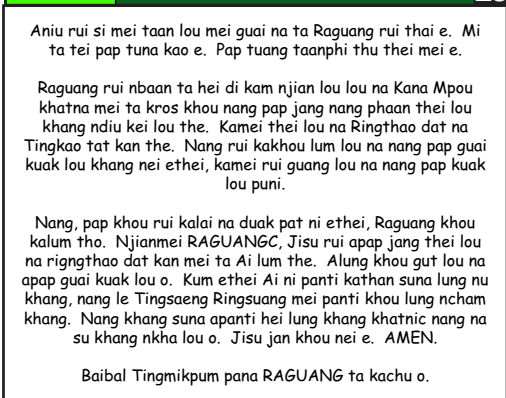 Aniu rui si mei taan lou mei guai na ta Raguang rui thai e. Mi
ta tei pap tuna kao e. Pap tuang taanphi thu thei mei e.
Raguang rui nbaan ta hei di kam njian lou lou na Kana Mpou
khatna mei ta kros khou nang pap jang nang phaan thei lou
khang ndiu kei lou the. Kamei thei lou na Ringthao dat na
Tingkao tat kan the. Nang rui kakhou lum lou na nang pap guai
kuak lou khang nei ethei, kamei rui guang lou na nang pap kuak
lou puni.
Nang, pap khou rui kalai na duak pat ni ethei, Raguang khou
kalum tho. Njianmei RAGUANGC, Jisu rui apap jang thei lou
na rigngthao dat kan mei ta Ai lum the. Alung khou gut lou na
apap guai kuak lou o. Kum ethei Ai ni panti kathan suna lung nu
khang, nang le Tingsaeng Ringsuang mei panti khou lung ncham
khang. Nang khang suna apanti hei lung khang khatnic nang na
su khang nkha lou o. Jisu jan khou nei e. AMEN.
Baibal Tingmikpum pana RAGUANG ta kachu o.